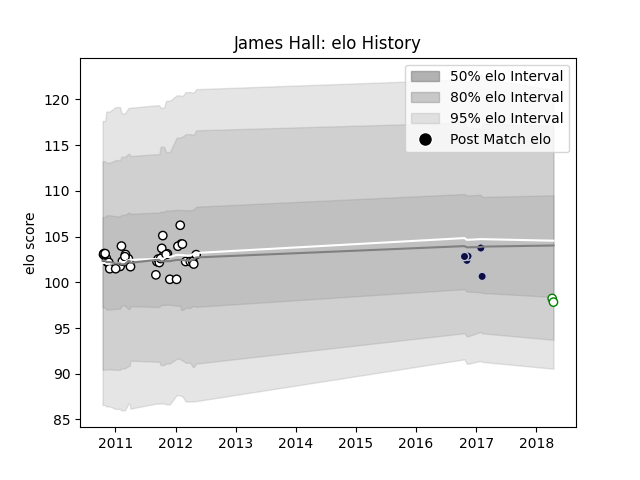 James Hall: elo History
50% elo Interval
80% elo Interval
95% elo Interval
Post Match elo
elo score
120
115
110
105
100
95
90
85
2011 2012 2013 2014 2015 2016 2017 2018